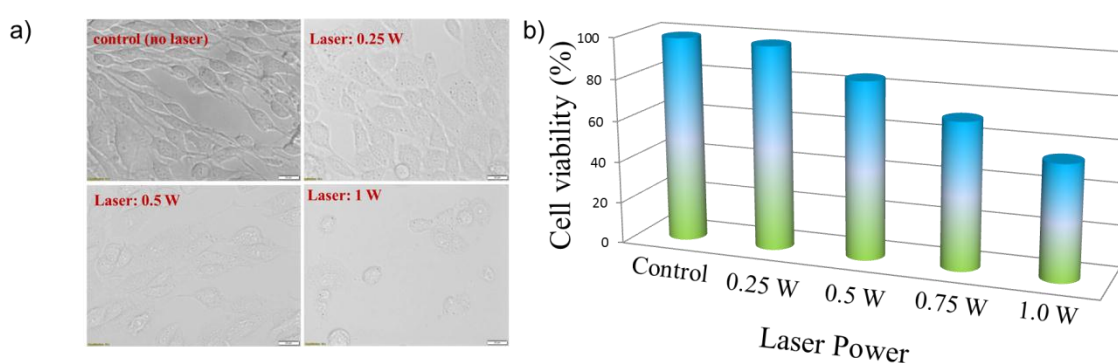 a)
control (no laser)
Laser: 0.25 W
Laser: 0.5 W
Laser: 1 W
b)
Cell viability (%)
100
80
60
40
20
0
Control
0.25 W
0.5 W
0.75 W
1.0 W
Laser Power